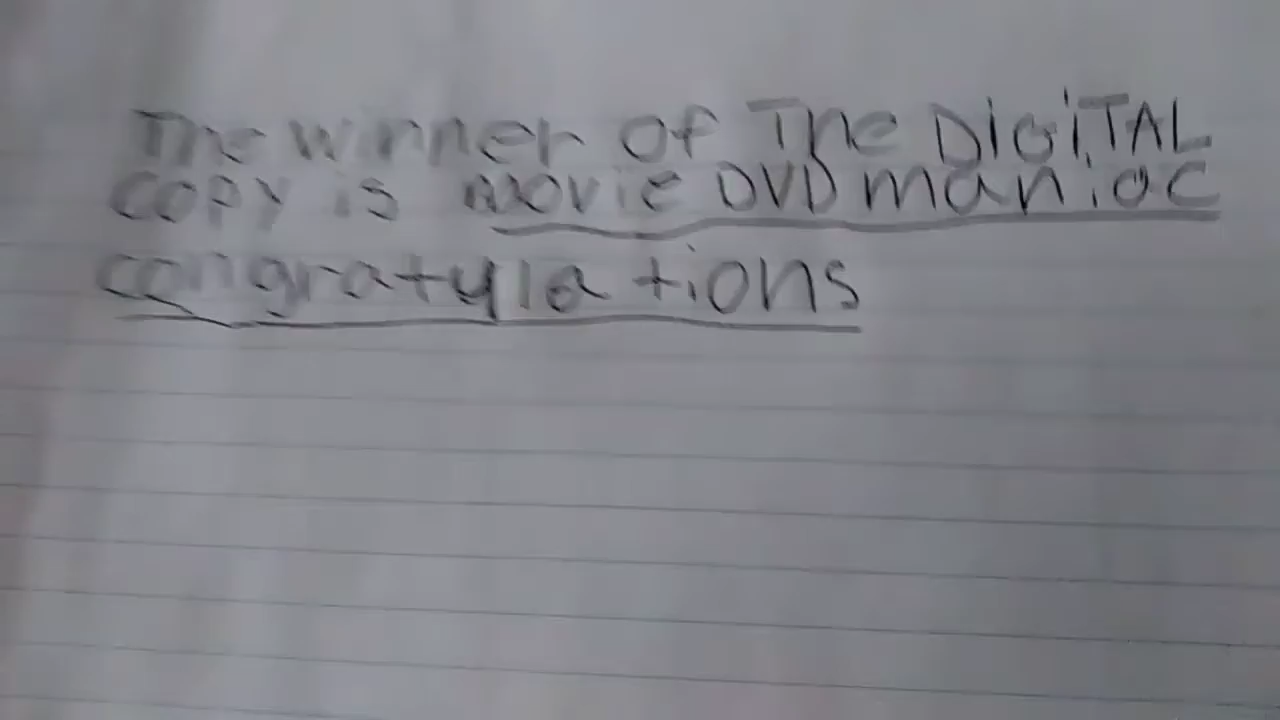 The winner of The DIGITAL
COPY is Movie DVD maniac
congratulations